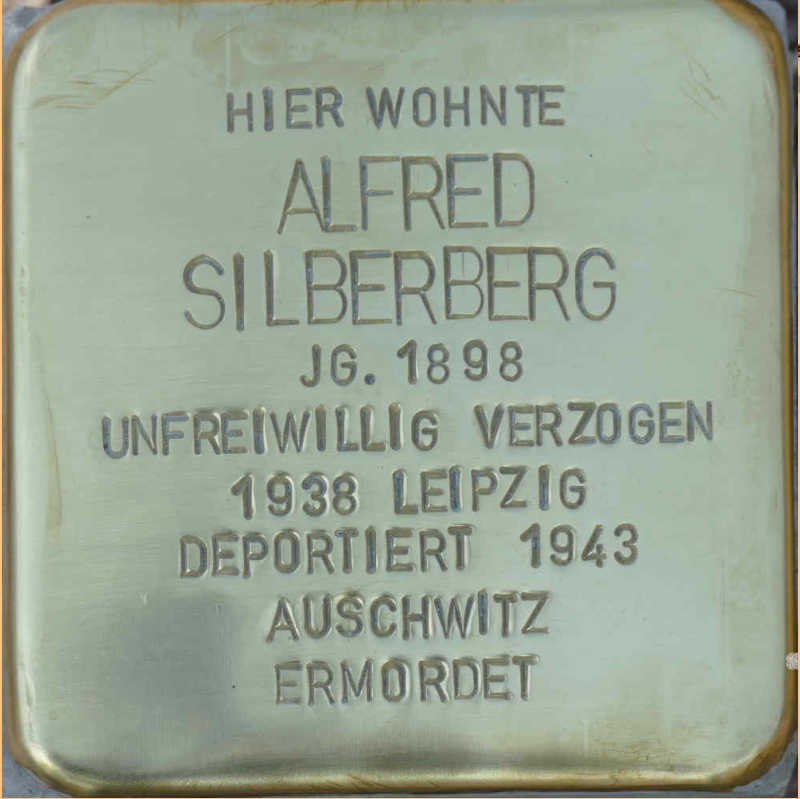 HIER WOHNTE
ALFRED
SILBERBERG
JG. 1898
UNFREIWILLIG VERZOGEN
1938 LEIPZIG
DEPORTIERT 1943
AUSCHWITZ
ERMORDET